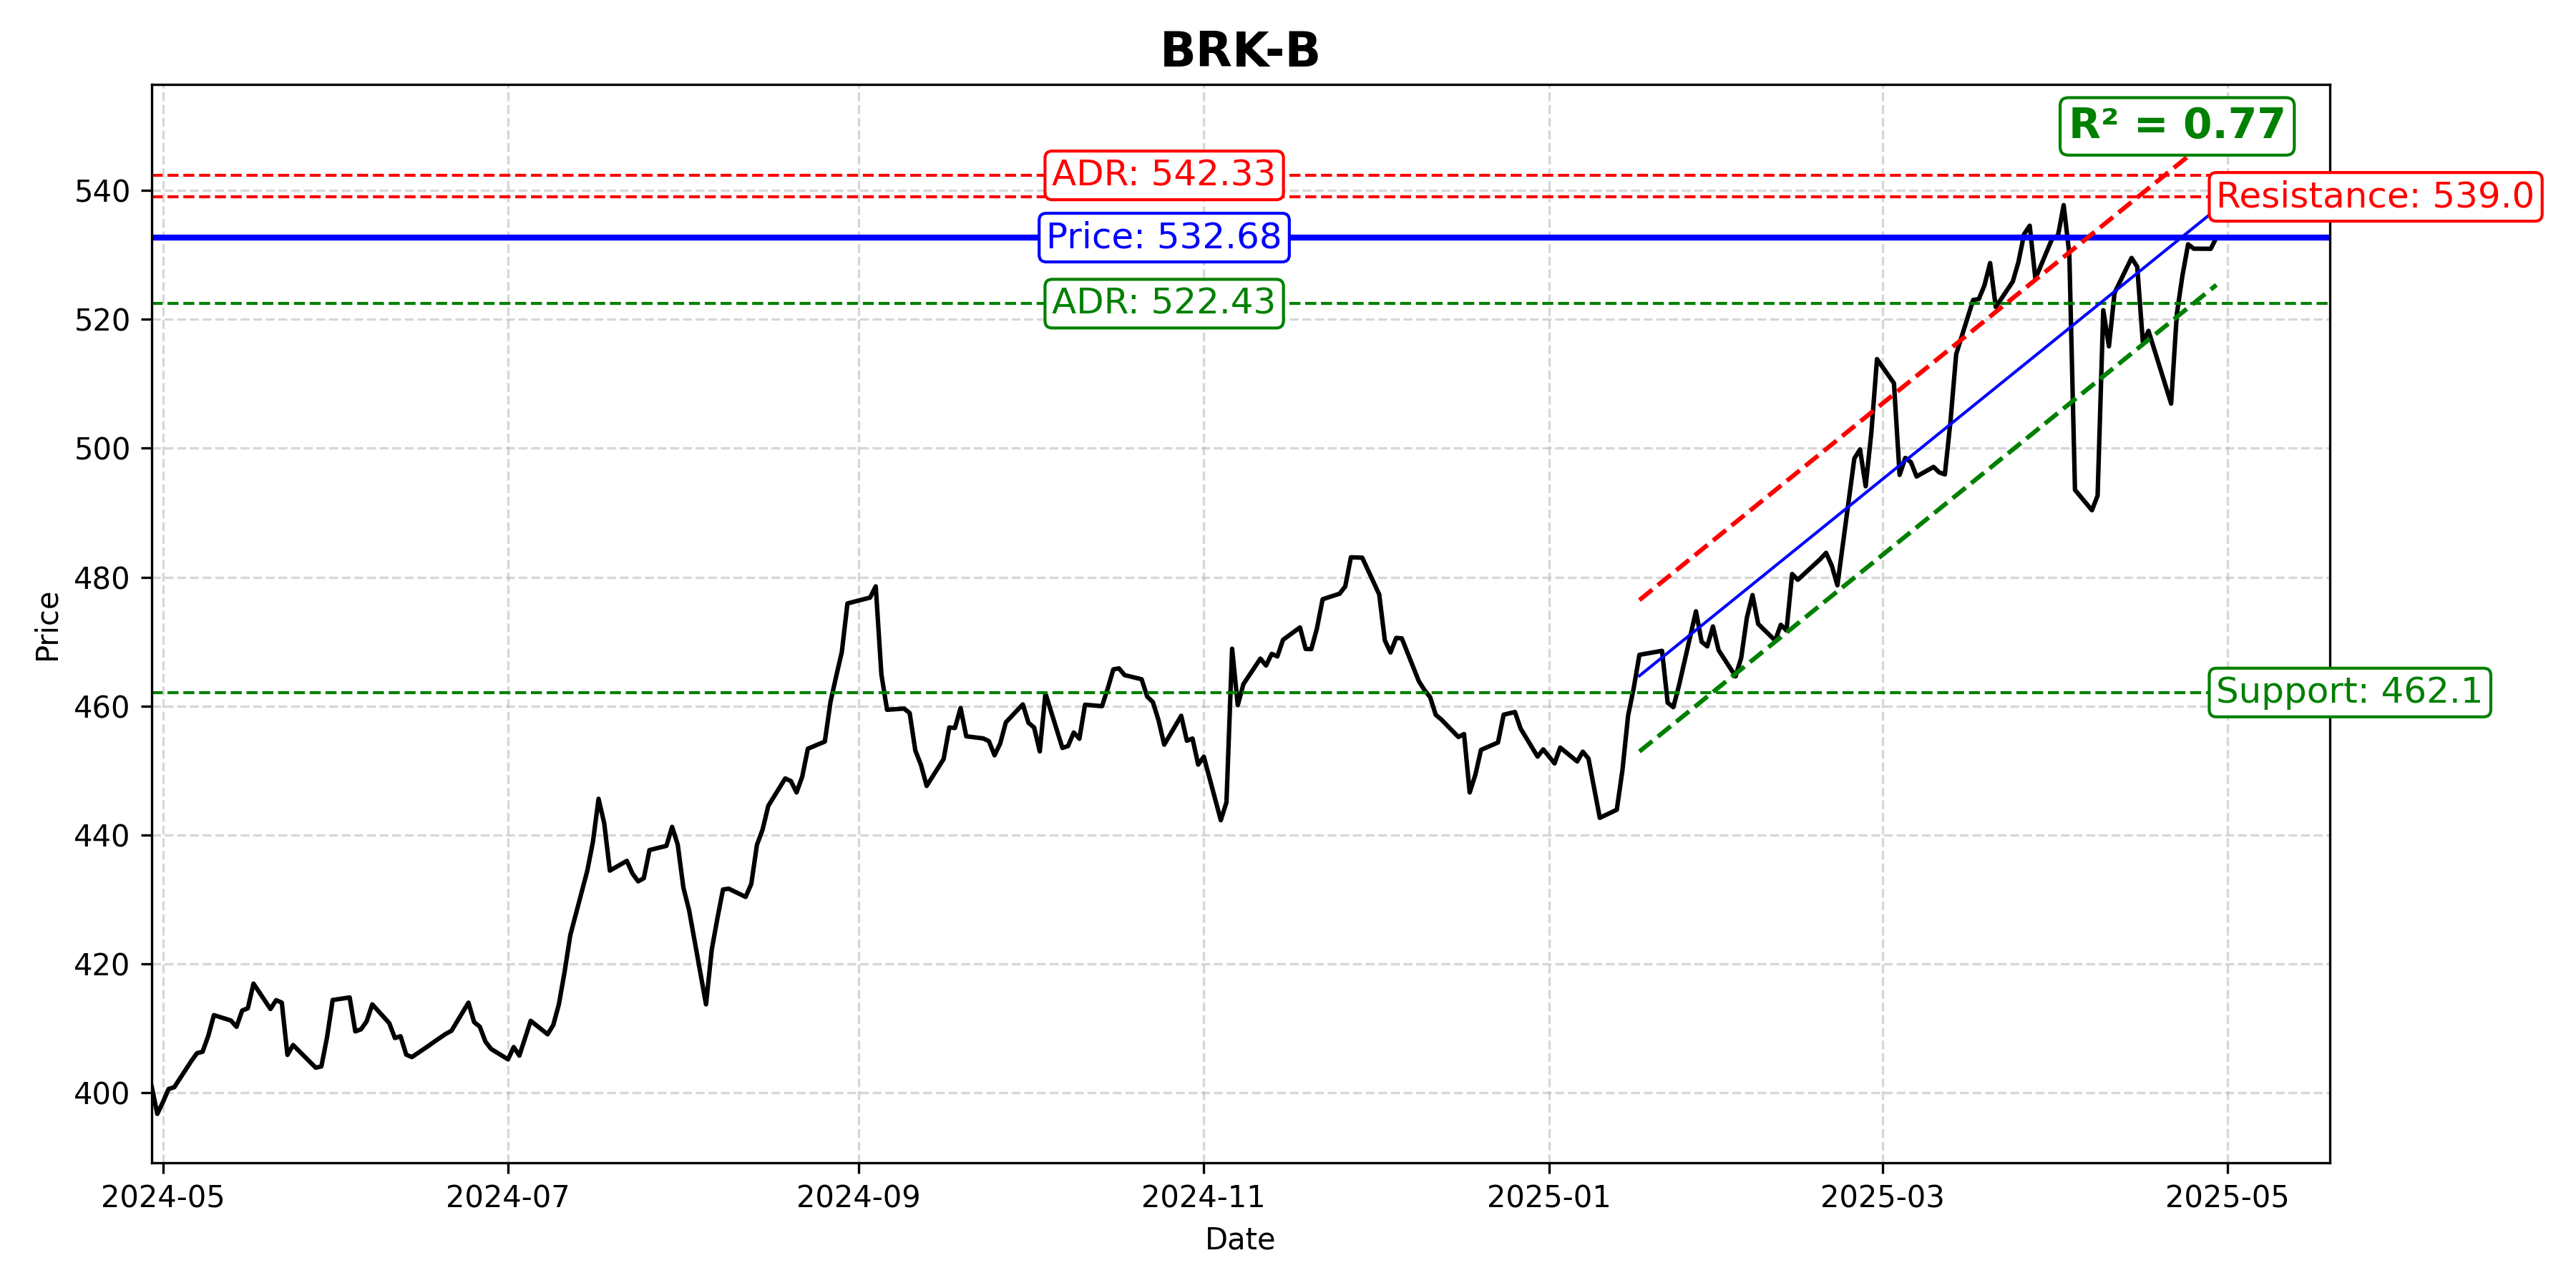 BRK-B
R² = 0.77
ADR: 542.33
Resistance: 539.0
Price: 532.68
ADR: 522.43
Support: 462.1
540
520
500
480
460
440
420
400
Price
2024-05
2024-07
2024-09
2024-11
2025-01
2025-03
2025-05
Date